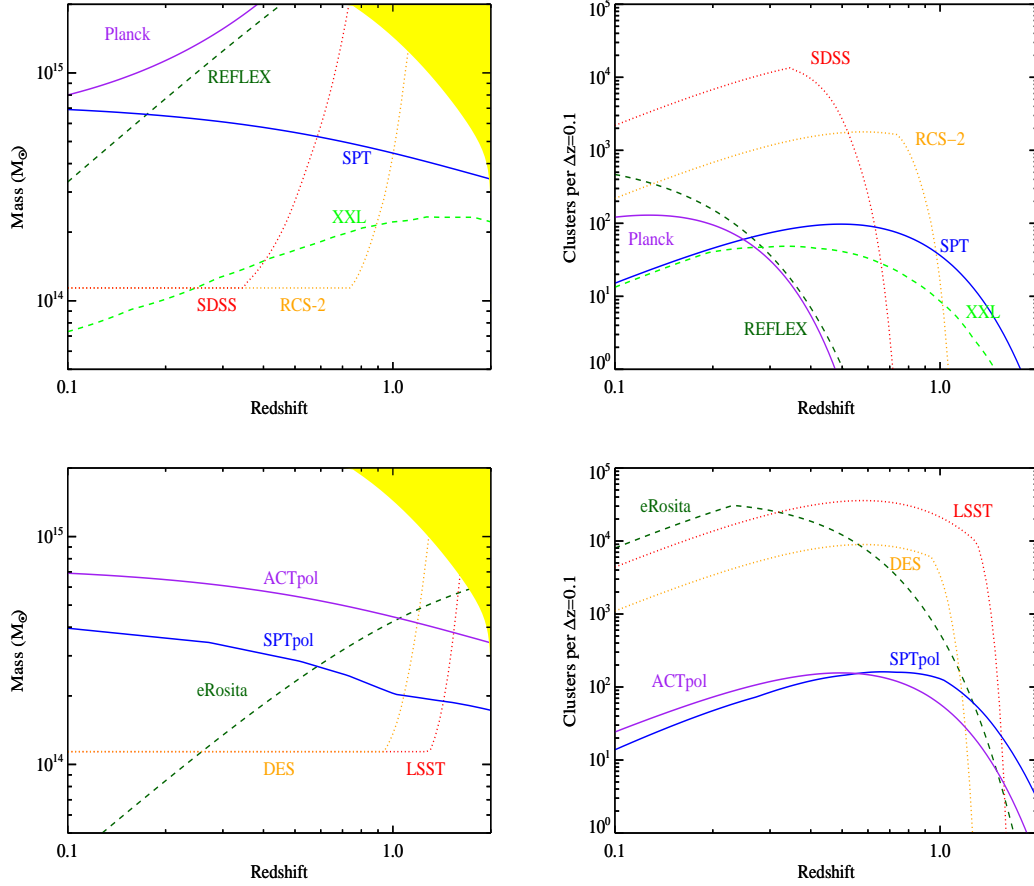 Planck
REFLEX
SPT
XXL
SDSS
RCS-2
10^15
10^14
Mass (M☉)
0.1
1.0
Redshift
SDSS
RCS-2
Planck
SPT
REFLEX
XXL
10^5
10^4
10^3
10^2
10^1
10^0
Clusters per Δz=0.1
0.1
1.0
Redshift
ACTpol
SPTpol
eRosita
DES
LSST
10^15
10^14
Mass (M☉)
0.1
1.0
Redshift
eRosita
LSST
DES
SPTpol
ACTpol
10^5
10^4
10^3
10^2
10^1
10^0
Clusters per Δz=0.1
0.1
1.0
Redshift